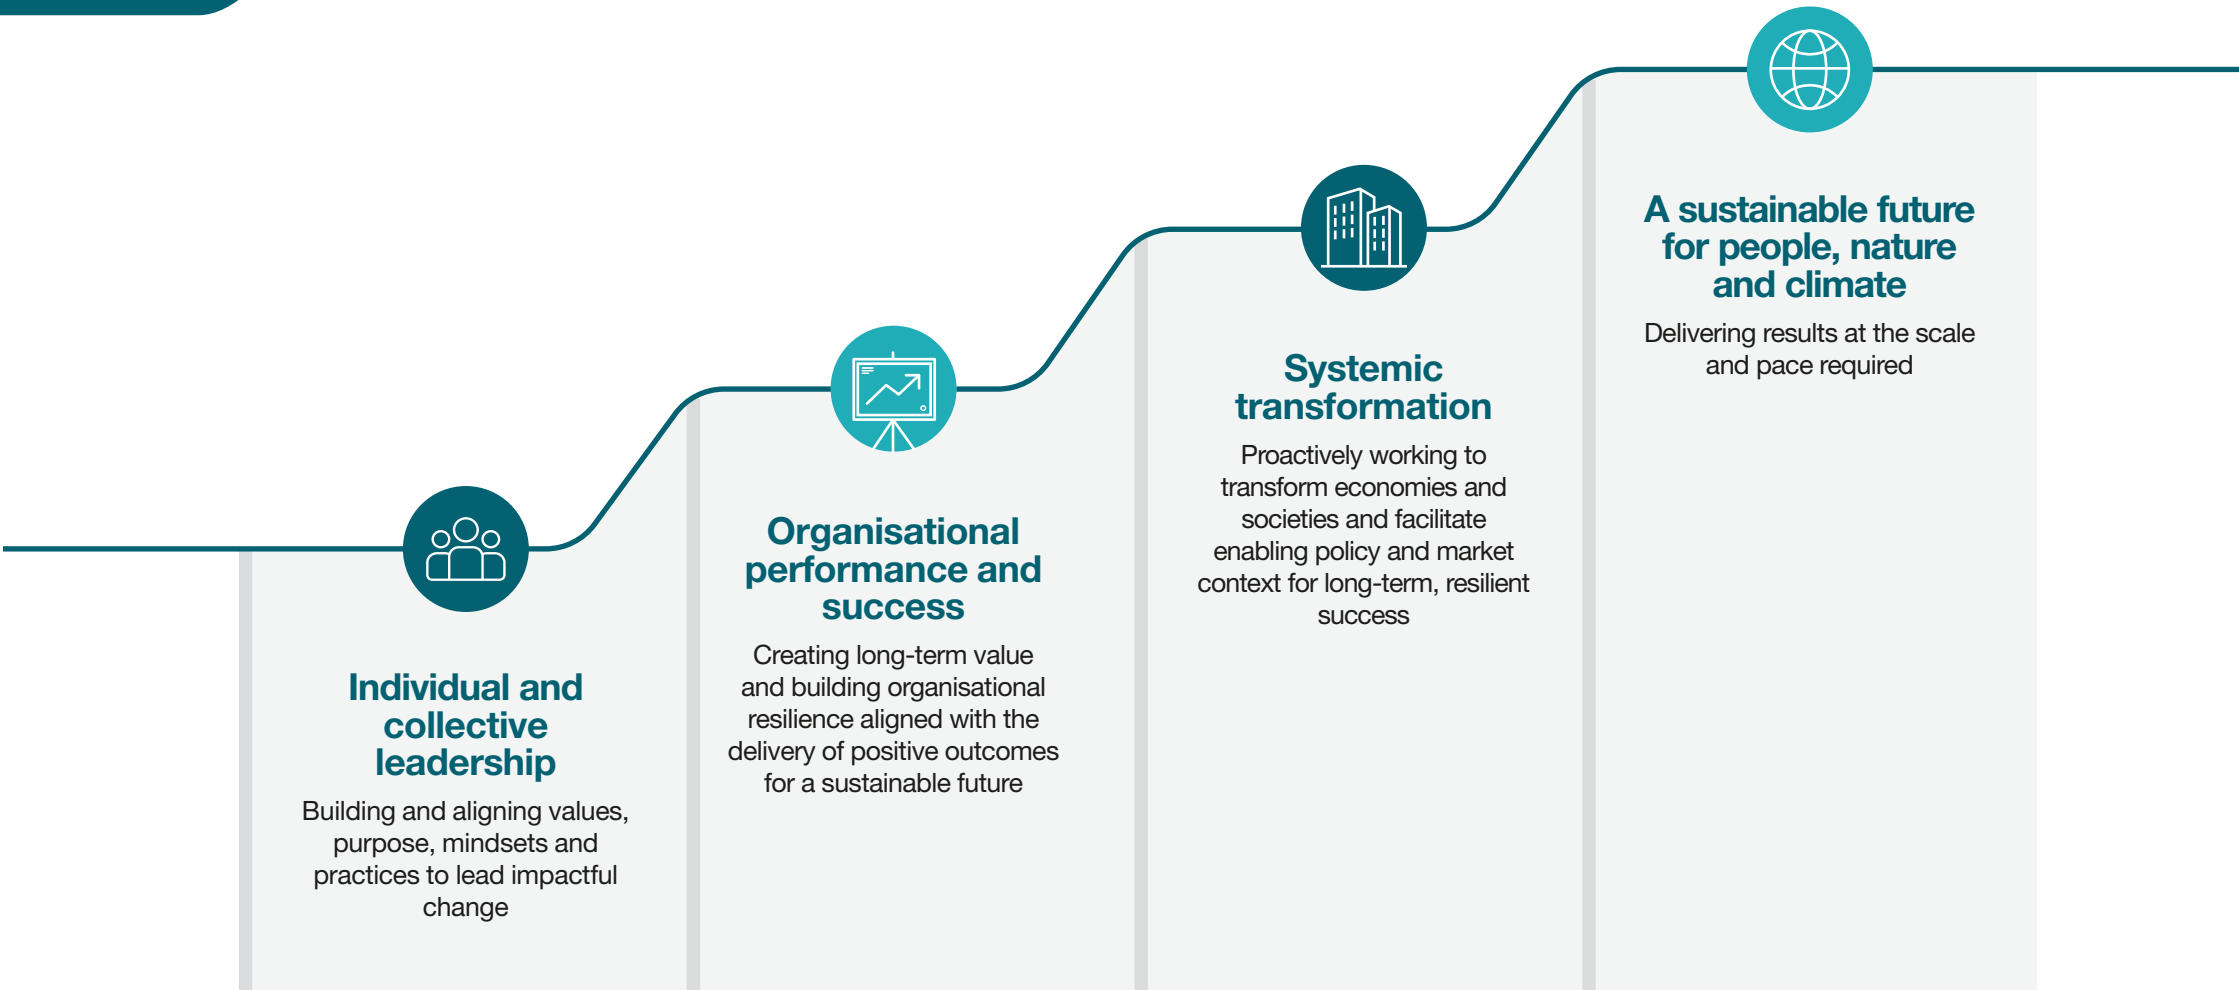 Individual and
collective
leadership
Building and aligning values,
purpose, mindsets and
practices to lead impactful
change
Organisational
performance and
success
Creating long-term value
and building organisational
resilience aligned with the
delivery of positive outcomes
for a sustainable future
Systemic
transformation
Proactively working to
transform economies and
societies and facilitate
enabling policy and market
context for long-term, resilient
success
A sustainable future
for people, nature
and climate
Delivering results at the scale
and pace required